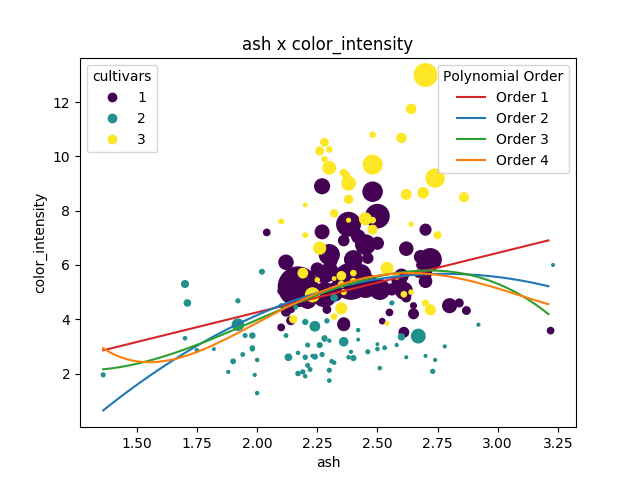 ash x color_intensity
cultivars
1
2
3
Polynomial Order
Order 1
Order 2
Order 3
Order 4
12
10
8
6
4
2
color_intensity
1.50
1.75
2.00
2.25
2.50
2.75
3.00
3.25
ash